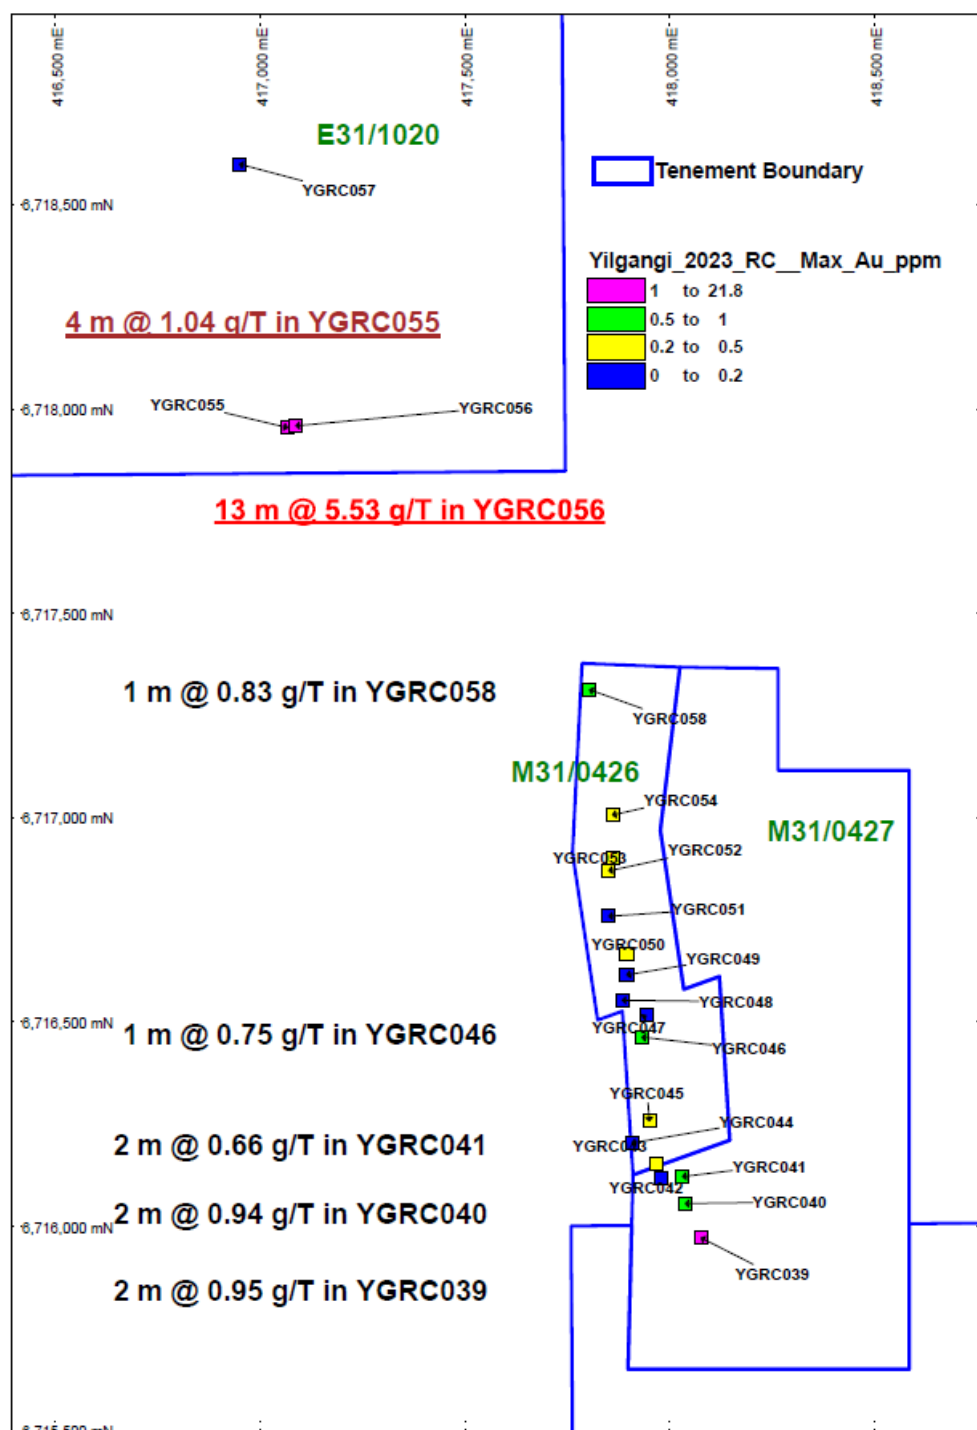 416,500 mE
417,000 mE
417,500 mE
418,000 mE
418,500 mE
E31/1020
YGRC057
Tenement Boundary
6,718,500 mN
Yilgangi_2023_RC__Max_Au_ppm
1 to 21.8
0.5 to 1
0.2 to 0.5
0 to 0.2
4 m @ 1.04 g/T in YGRC055
6,718,000 mN
YGRC055
YGRC056
13 m @ 5.53 g/T in YGRC056
6,717,500 mN
1 m @ 0.83 g/T in YGRC058
YGRC058
M31/0426
YGRC054
6,717,000 mN
M31/0427
YGRC052
YGRC053
YGRC051
YGRC050
YGRC049
YGRC048
6,716,500 mN
YGRC047
1 m @ 0.75 g/T in YGRC046
YGRC046
YGRC045
YGRC044
2 m @ 0.66 g/T in YGRC041
YGRC043
YGRC041
YGRC042
YGRC040
2 m @ 0.94 g/T in YGRC040
6,716,000 mN
YGRC039
2 m @ 0.95 g/T in YGRC039
6,715,500 mN